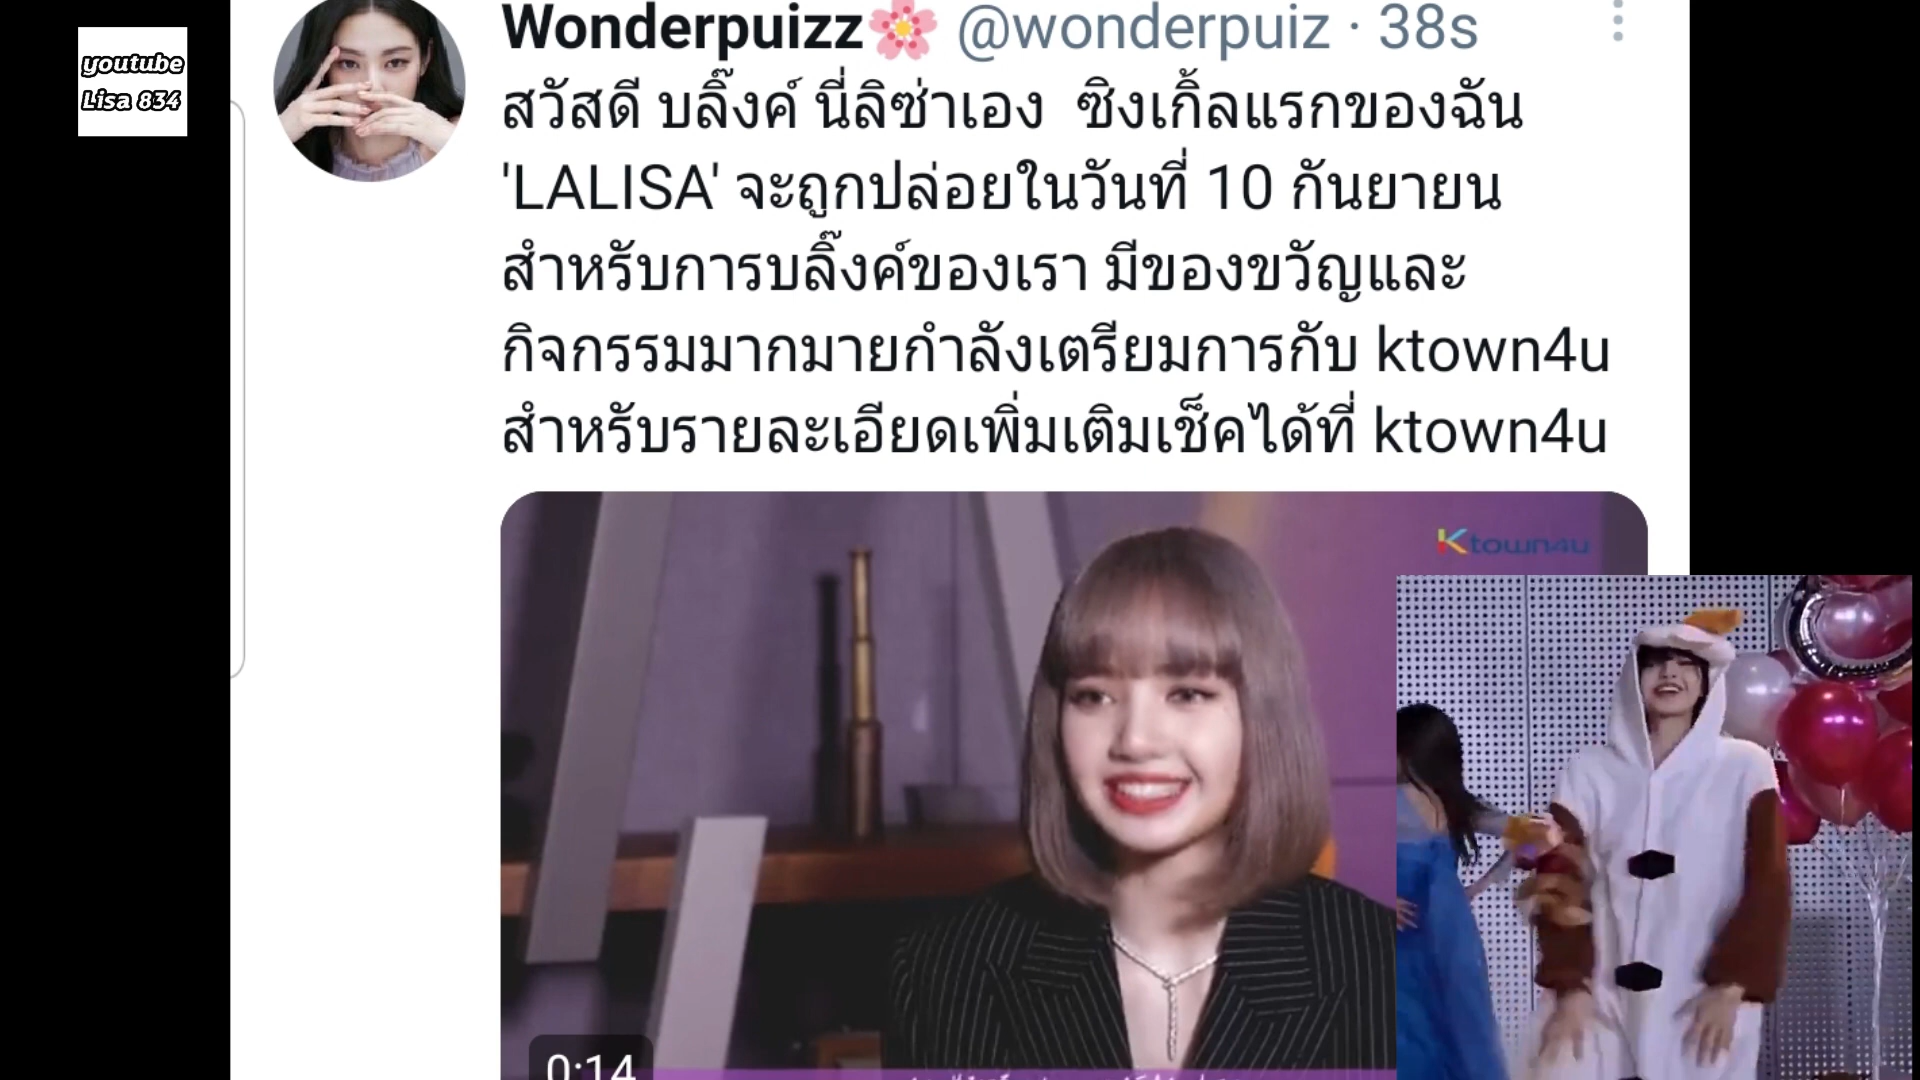 youtube
Lisa 834
Wonderpuizz🌸 @wonderpuiz · 38s
สวัสดี บลิ๊งค์ นี่ลิซ่าเอง ซิงเกิ้ลแรกของฉัน
'LALISA' จะถูกปล่อยในวันที่ 10 กันยายน
สำหรับการบลิ๊งค์ของเรา มีของขวัญและ
กิจกรรมมากมายกำลังเตรียมการกับ ktown4u
สำหรับรายละเอียดเพิ่มเติมเช็คได้ที่ ktown4u
Ktown4u
0:14